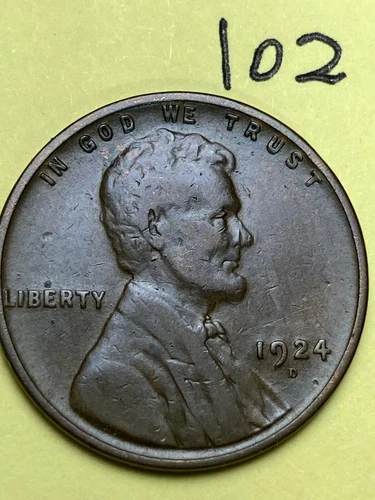 102
IN GOD WE TRUST
LIBERTY
1924
D